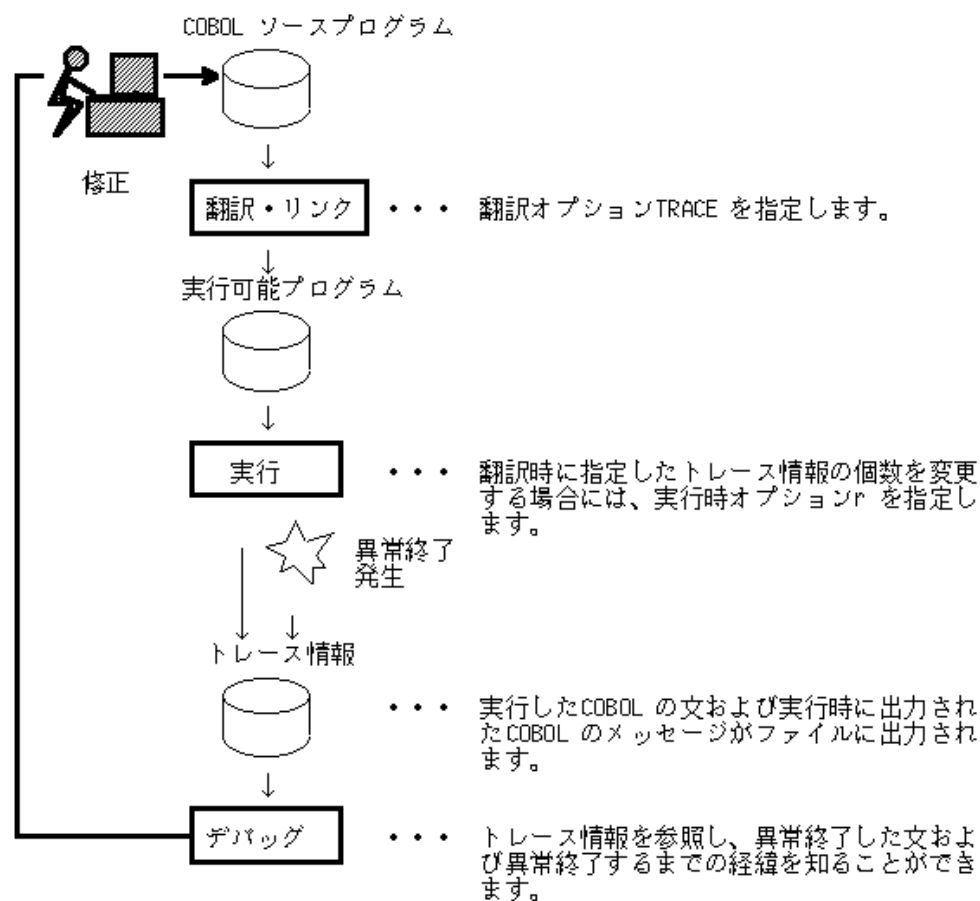 COBOL ソースプログラム
修正
翻訳・リンク ・・・ 翻訳オプションTRACE を指定します。
実行可能プログラム
実行 ・・・ 翻訳時に指定したトレース情報の個数を変更
する場合には、実行時オプションr を指定し
ます。
異常終了
発生
トレース情報
・・・ 実行したCOBOL の文および実行時に出力され
たCOBOL のメッセージがファイルに出力され
ます。
デバッグ ・・・ トレース情報を参照し、異常終了した文およ
び異常終了するまでの経緯を知ることができ
ます。